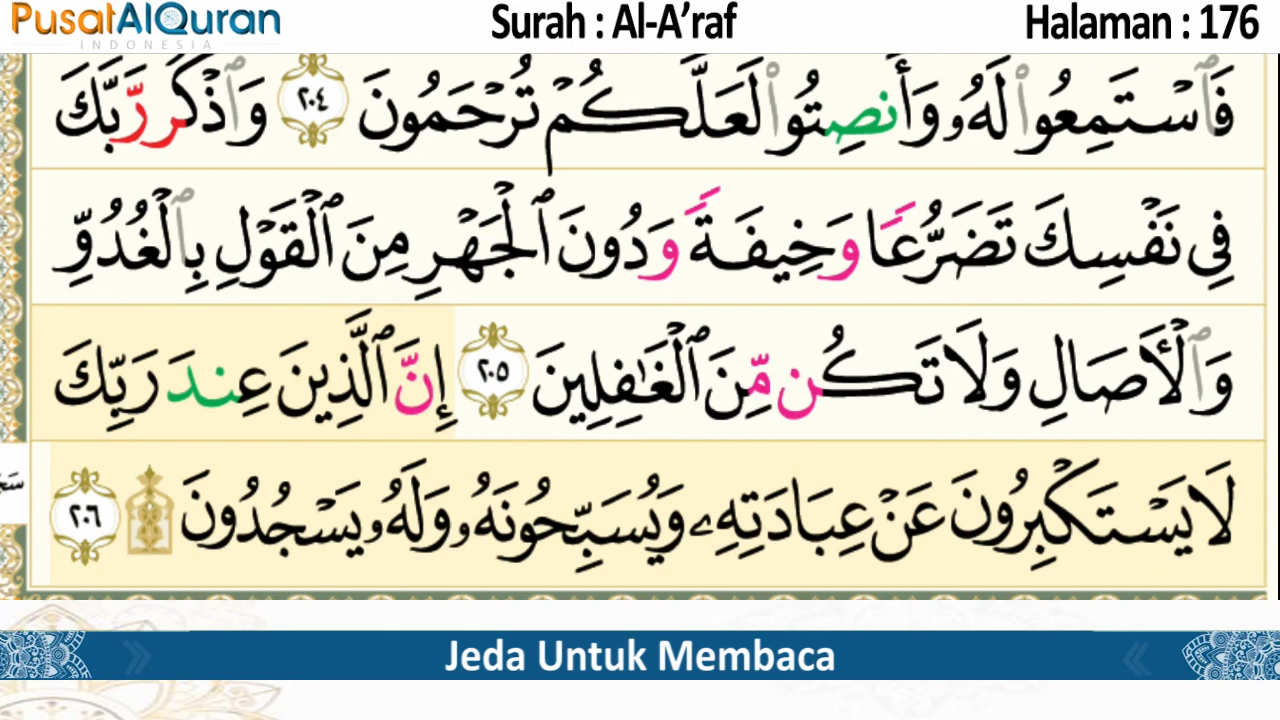 PusatAlQuran
INDONESIA
Surah : Al-A’raf
Halaman : 176
فَٱسْتَمِعُوا۟ لَهُۥ وَأَنصِتُوا۟ لَعَلَّكُمْ تُرْحَمُونَ ٢٠٤ وَٱذْكُر رَّبَّكَ
فِى نَفْسِكَ تَضَرُّعًا وَخِيفَةً وَدُونَ ٱلْجَهْرِ مِنَ ٱلْقَوْلِ بِٱلْغُدُوِّ
وَٱلْـَٔاصَالِ وَلَا تَكُن مِّنَ ٱلْغَـٰفِلِينَ ٢٠٥ إِنَّ ٱلَّذِينَ عِندَ رَبِّكَ
لَا يَسْتَكْبِرُونَ عَنْ عِبَادَتِهِۦ وَيُسَبِّحُونَهُۥ وَلَهُۥ يَسْجُدُونَ ۩ ٢٠٦
Jeda Untuk Membaca